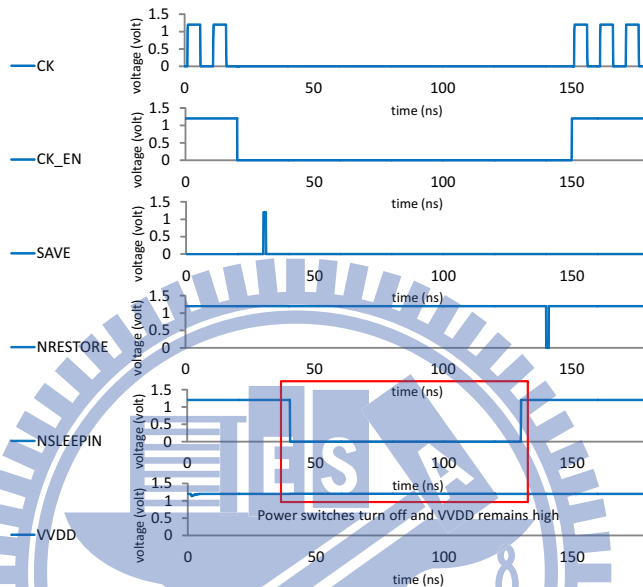 voltage (volt)
1.5
1
0.5
0
CK
0 50 100 150
time (ns)
voltage (volt)
1.5
1
0.5
0
CK_EN
0 50 100 150
time (ns)
voltage (volt)
1.5
1
0.5
0
SAVE
0 50 100 150
time (ns)
voltage (volt)
1.5
1
0.5
0
NRESTORE
0 50 100 150
time (ns)
voltage (volt)
1.5
1
0.5
0
NSLEEPIN
0 50 100 150
time (ns)
voltage (volt)
1.5
1
0.5
0
VVDD
Power switches turn off and VVDD remains high
0 50 100 150
time (ns)
E S A
8